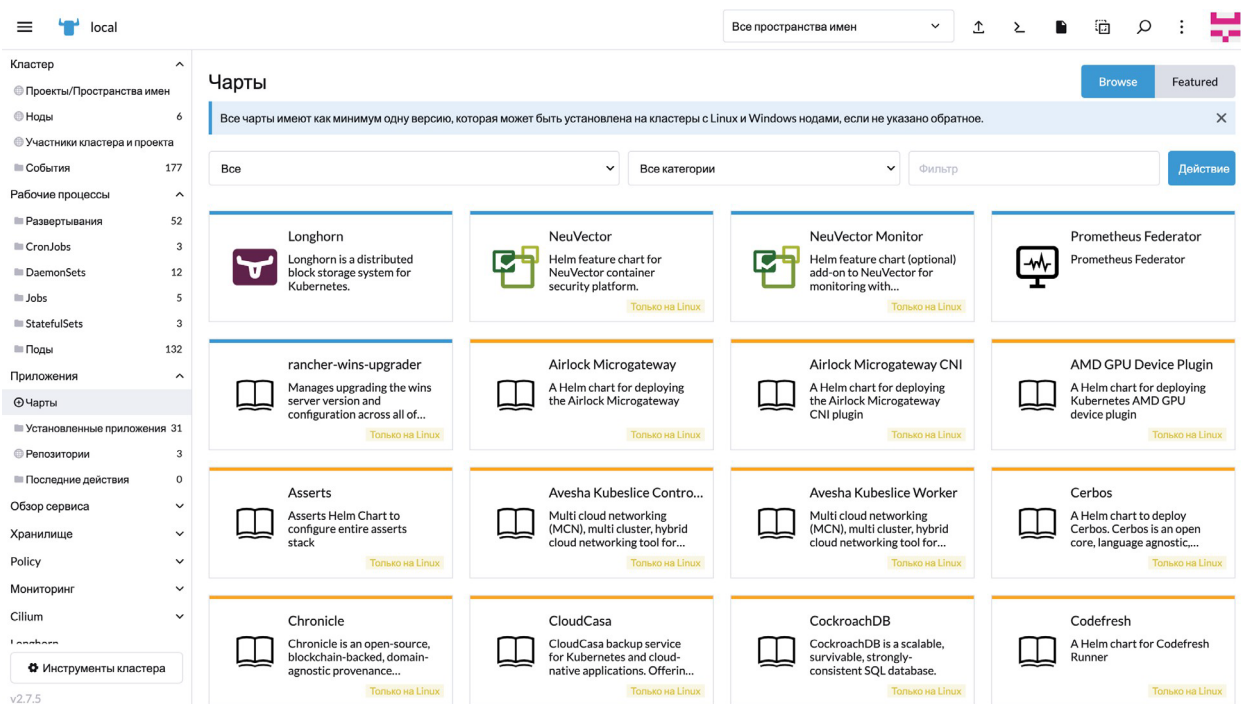 local
Все пространства имен
Кластер
Проекты/Пространства имен
Ноды 6
Участники кластера и проекта
События 177
Рабочие процессы
Развертывания 52
CronJobs 3
DaemonSets 12
Jobs 5
StatefulSets 3
Поды 132
Приложения
Чарты
Установленные приложения 31
Репозитории 3
Последние действия 0
Обзор сервиса
Хранилище
Policy
Мониторинг
Cilium
Longhorn
Инструменты кластера
v2.7.5
Чарты
Browse
Featured
Все чарты имеют как минимум одну версию, которая может быть установлена на кластеры с Linux и Windows нодами, если не указано обратное.
Все
Все категории
Фильтр
Действие
Longhorn
Longhorn is a distributed
block storage system for
Kubernetes.
NeuVector
Helm feature chart for
NeuVector container
security platform.
Только на Linux
NeuVector Monitor
Helm feature chart (optional)
add-on to NeuVector for
monitoring with...
Только на Linux
Prometheus Federator
Prometheus Federator
rancher-wins-upgrader
Manages upgrading the wins
server version and
configuration across all of...
Только на Linux
Airlock Microgateway
A Helm chart for deploying
the Airlock Microgateway
Только на Linux
Airlock Microgateway CNI
A Helm chart for deploying
the Airlock Microgateway
CNI plugin
Только на Linux
AMD GPU Device Plugin
A Helm chart for deploying
Kubernetes AMD GPU
device plugin
Только на Linux
Asserts
Asserts Helm Chart to
configure entire asserts
stack
Только на Linux
Avesha Kubeslice Contro...
Multi cloud networking
(MCN), multi cluster, hybrid
cloud networking tool for...
Только на Linux
Avesha Kubeslice Worker
Multi cloud networking
(MCN), multi cluster, hybrid
cloud networking tool for...
Только на Linux
Cerbos
A Helm chart to deploy
Cerbos. Cerbos is an open
core, language agnostic,...
Только на Linux
Chronicle
Chronicle is an open-source,
blockchain-backed, domain-
agnostic provenance...
Только на Linux
CloudCasa
CloudCasa backup service
for Kubernetes and cloud-
native applications. Offerin...
Только на Linux
CockroachDB
CockroachDB is a scalable,
survivable, strongly-
consistent SQL database.
Только на Linux
Codefresh
A Helm chart for Codefresh
Runner
Только на Linux